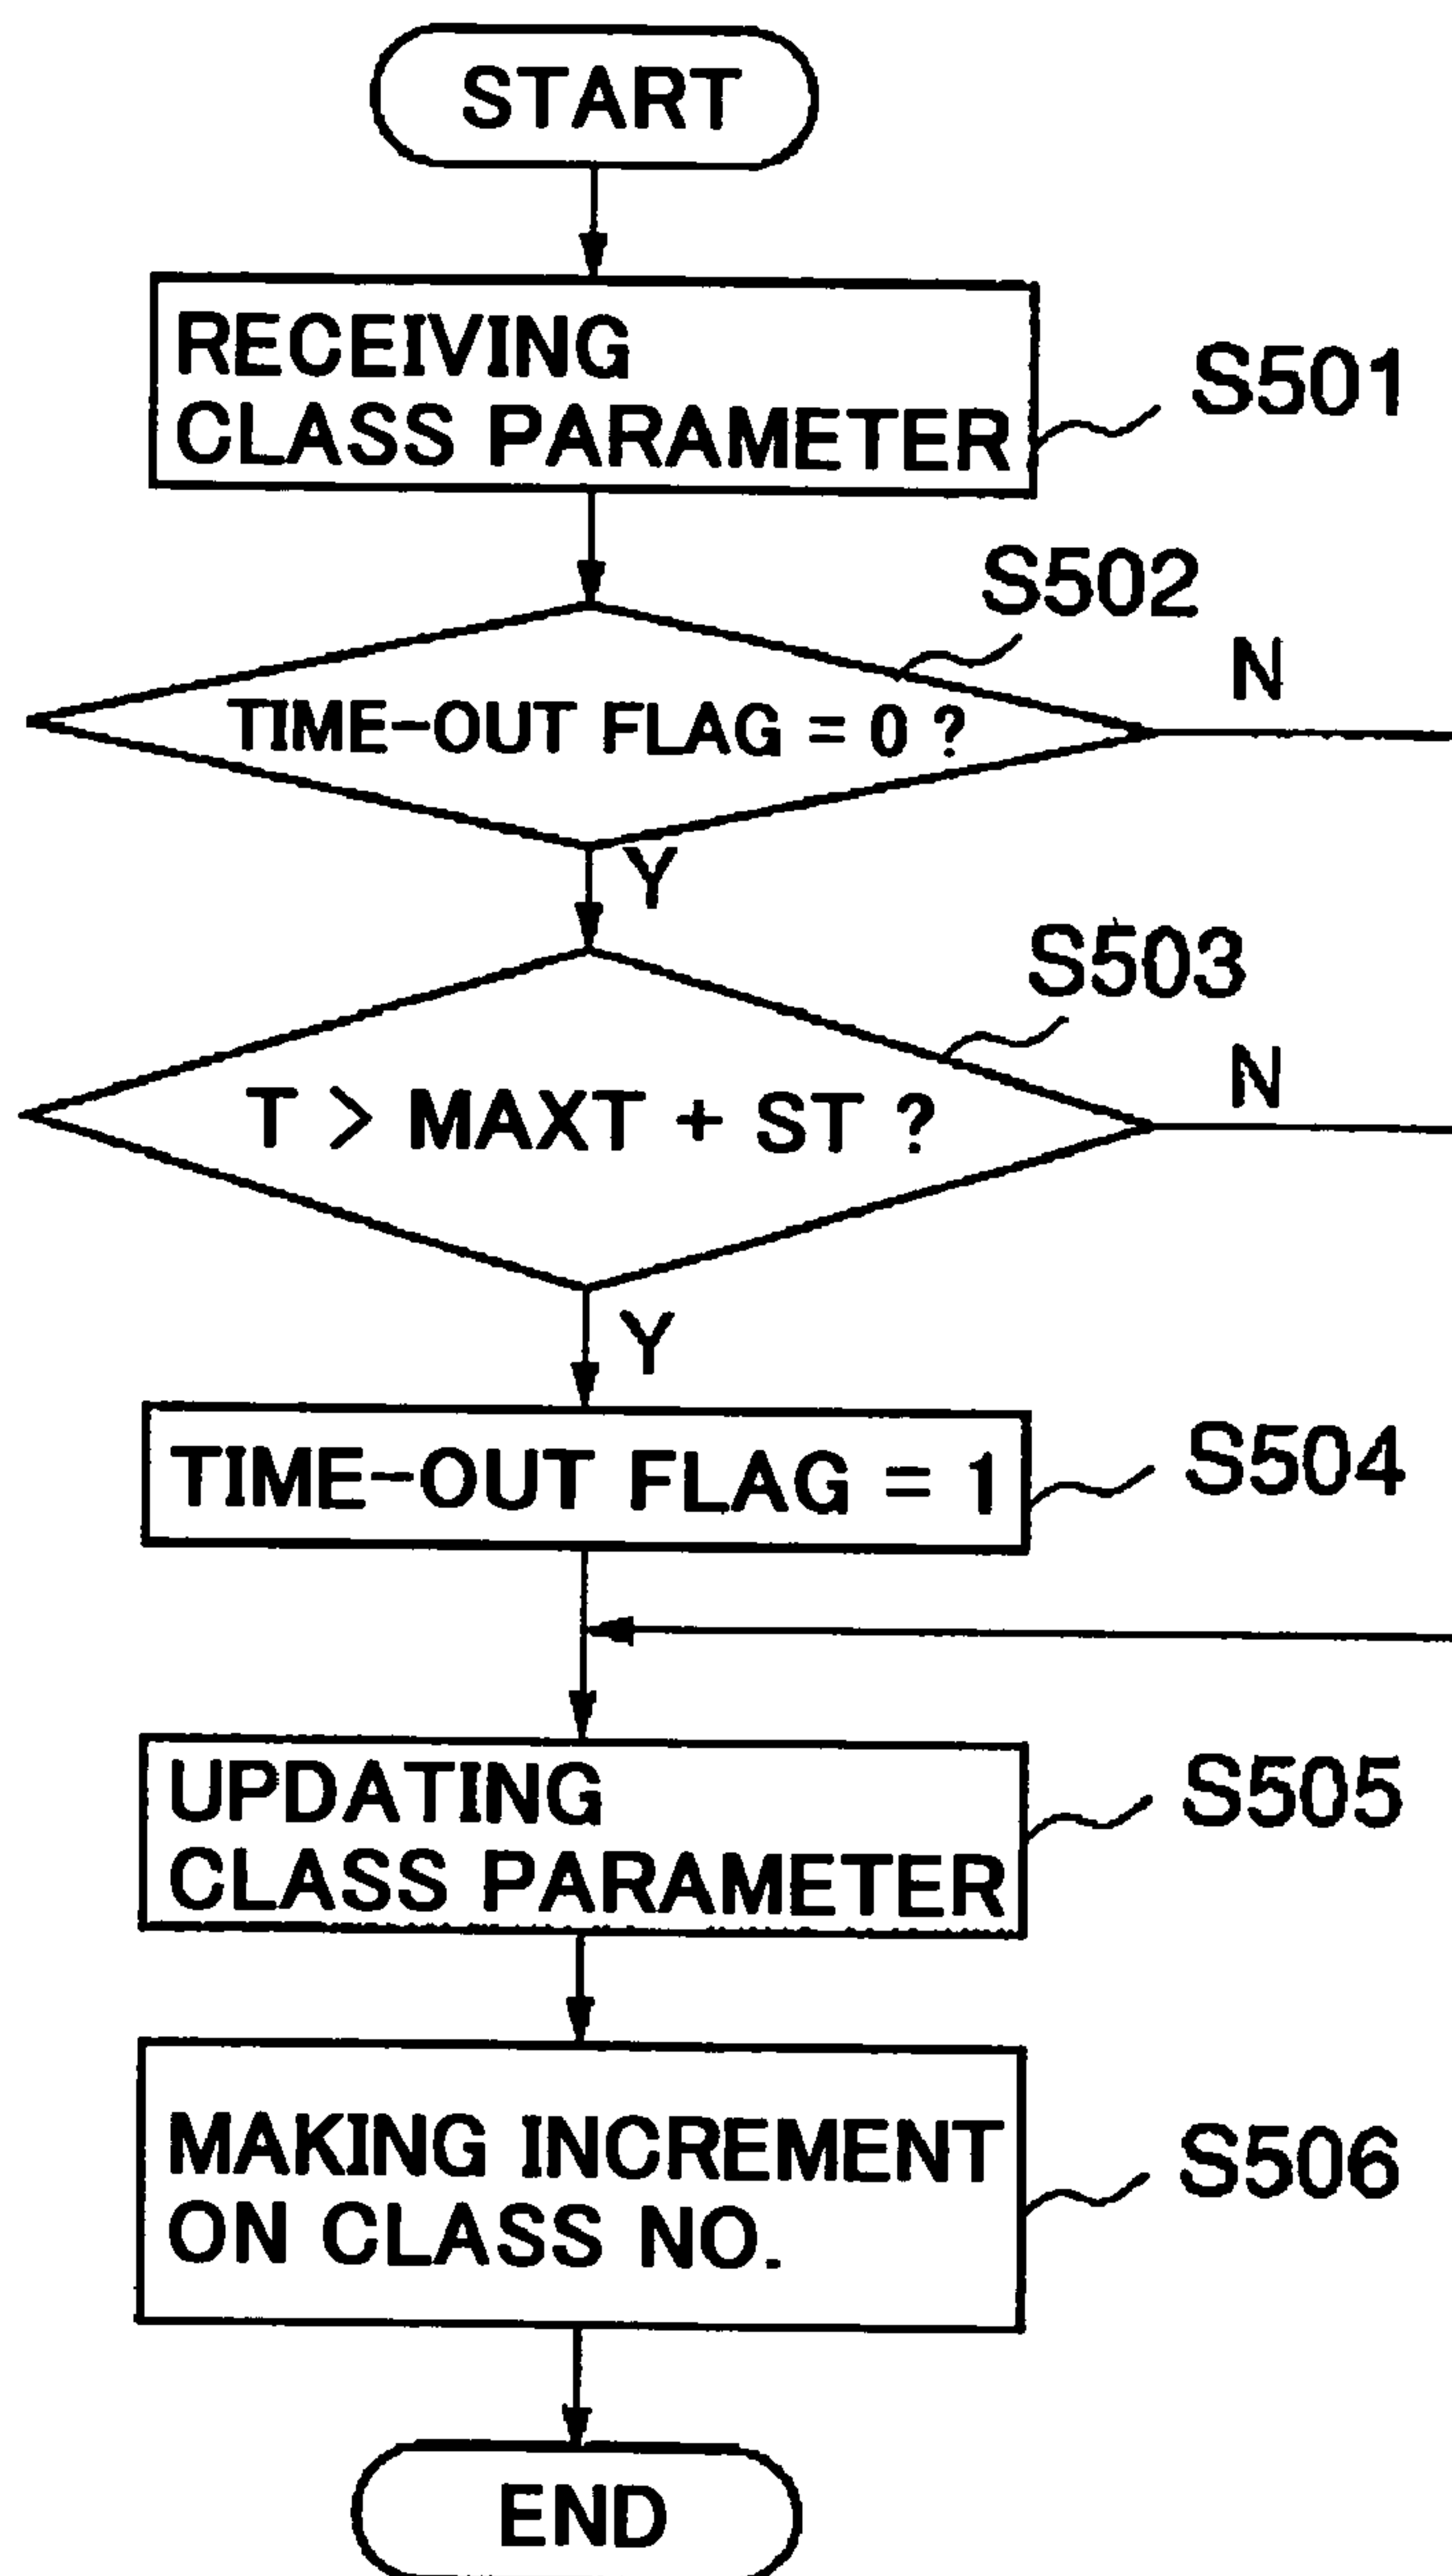 START
RECEIVING
CLASS PARAMETER
S501
S502
TIME-OUT FLAG = 0 ?
N
Y
S503
T > MAXT + ST ?
N
Y
TIME-OUT FLAG = 1
S504
UPDATING
CLASS PARAMETER
S505
MAKING INCREMENT
ON CLASS NO.
S506
END